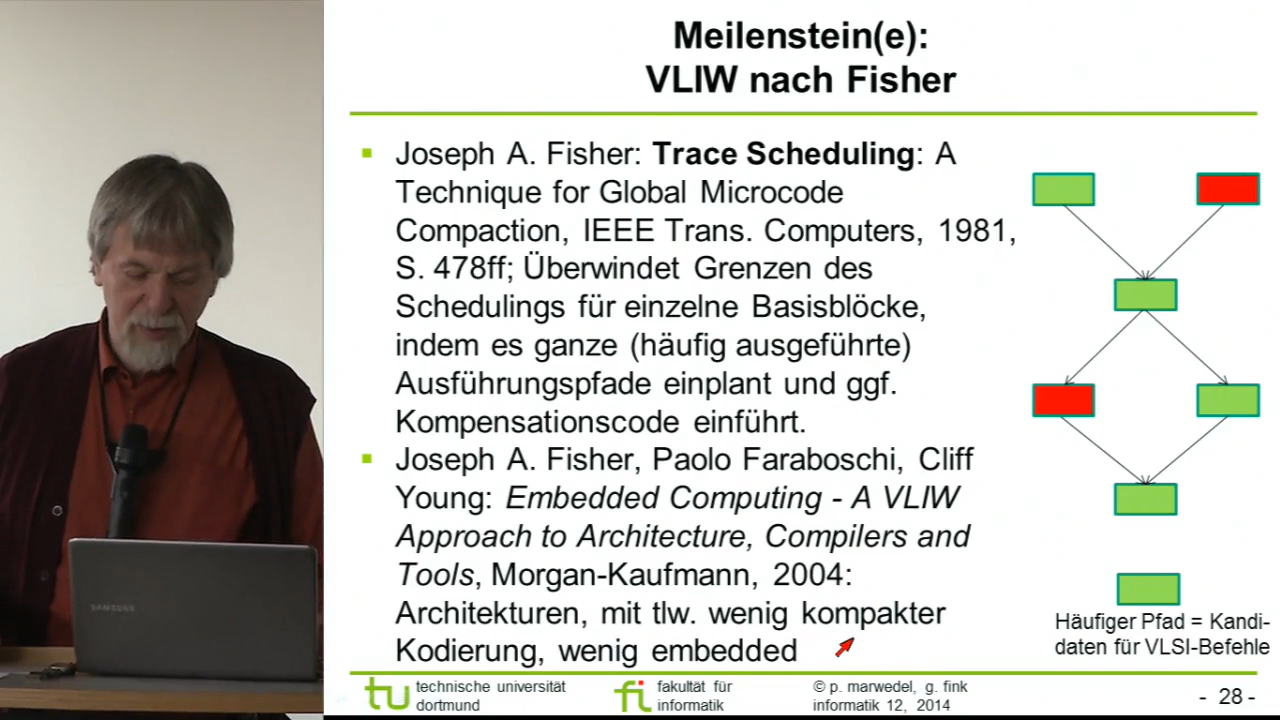 Meilenstein(e):
VLIW nach Fisher
Joseph A. Fisher: Trace Scheduling: A
Technique for Global Microcode
Compaction, IEEE Trans. Computers, 1981,
S. 478ff; Überwindet Grenzen des
Schedulings für einzelne Basisblöcke,
indem es ganze (häufig ausgeführte)
Ausführungspfade einplant und ggf.
Kompensationscode einführt.
Joseph A. Fisher, Paolo Faraboschi, Cliff
Young: Embedded Computing - A VLIW
Approach to Architecture, Compilers and
Tools, Morgan-Kaufmann, 2004:
Architekturen, mit tlw. wenig kompakter
Kodierung, wenig embedded
Häufiger Pfad = Kandi-
daten für VLSI-Befehle
tu technische universität
dortmund
fi fakultät für
informatik
© p. marwedel, g. fink
informatik 12, 2014
- 28 -
SAMSUNG